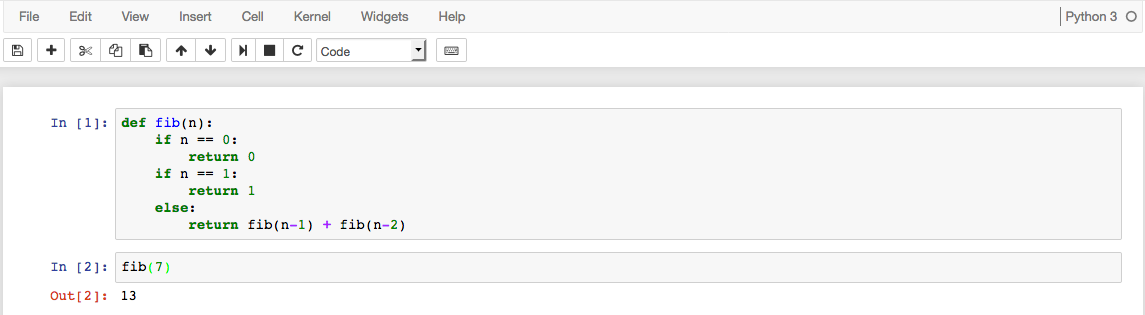 File Edit View Insert Cell Kernel Widgets Help Python 3
Code
In [1]: def fib(n):
    if n == 0:
        return 0
    if n == 1:
        return 1
    else:
        return fib(n-1) + fib(n-2)
In [2]: fib(7)
Out[2]: 13